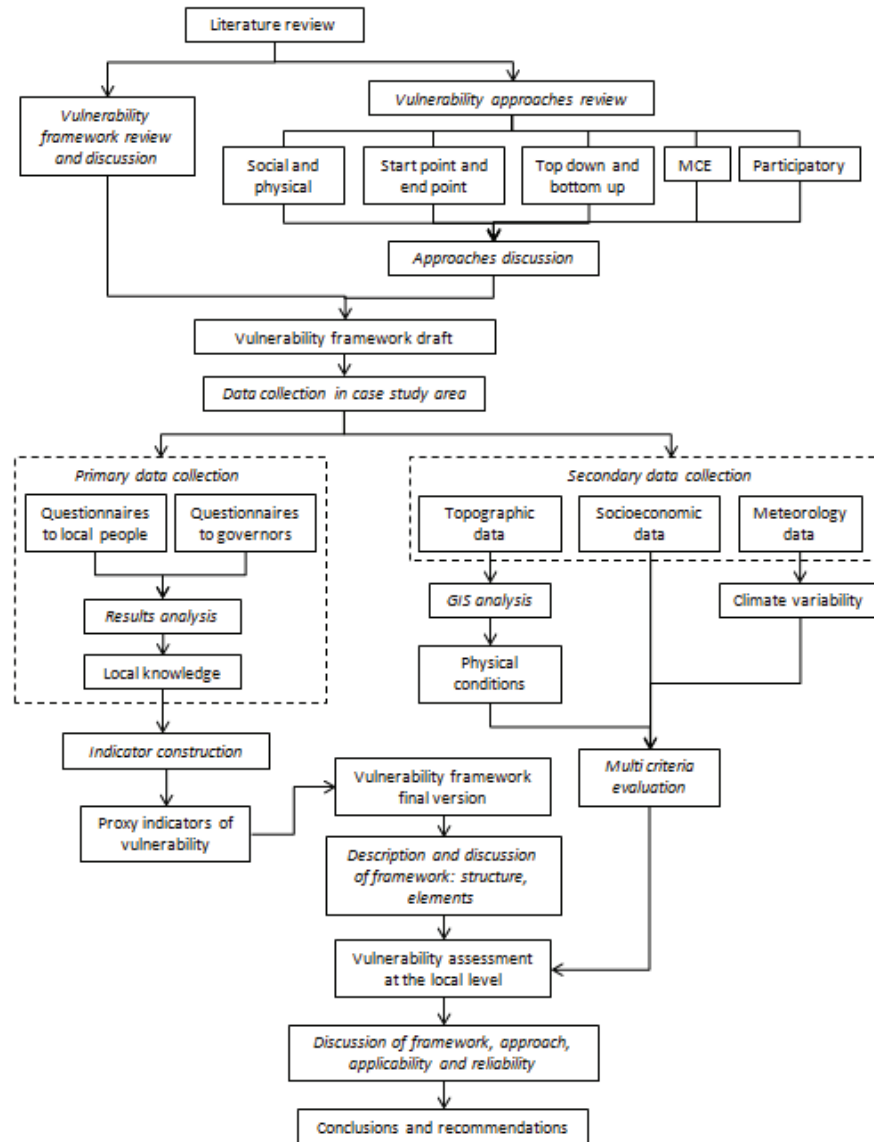 Literature review
Vulnerability
framework review
and discussion
Vulnerability approaches review
Social and
physical
Start point and
end point
Top down and
bottom up
MCE
Participatory
Approaches discussion
Vulnerability framework draft
Data collection in case study area
Primary data collection
Questionnaires
to local people
Questionnaires
to governors
Results analysis
Local knowledge
Secondary data collection
Topographic
data
Socioeconomic
data
Meteorology
data
GIS analysis
Climate variability
Physical
conditions
Indicator construction
Proxy indicators of
vulnerability
Vulnerability framework
final version
Multi criteria
evaluation
Description and discussion
of framework: structure,
elements
Vulnerability assessment
at the local level
Discussion of framework, approach,
applicability and reliability
Conclusions and recommendations